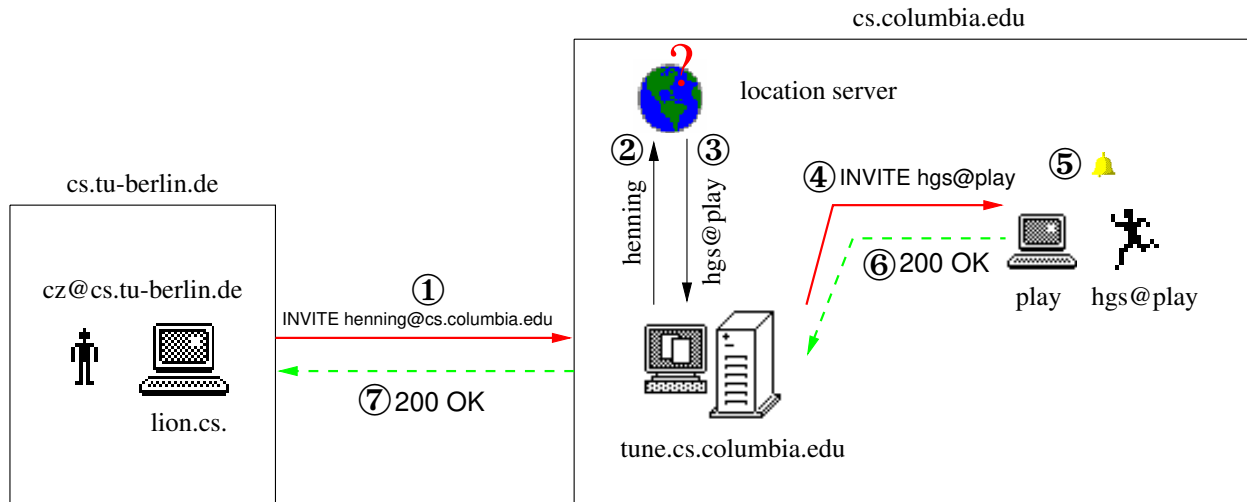 cs.columbia.edu
?
location server
② ③
henning
hgs@play
④ INVITE hgs@play
⑤
⑥ 200 OK
play
hgs@play
cs.tu-berlin.de
cz@cs.tu-berlin.de
lion.cs.
①
INVITE henning@cs.columbia.edu
⑦ 200 OK
tune.cs.columbia.edu